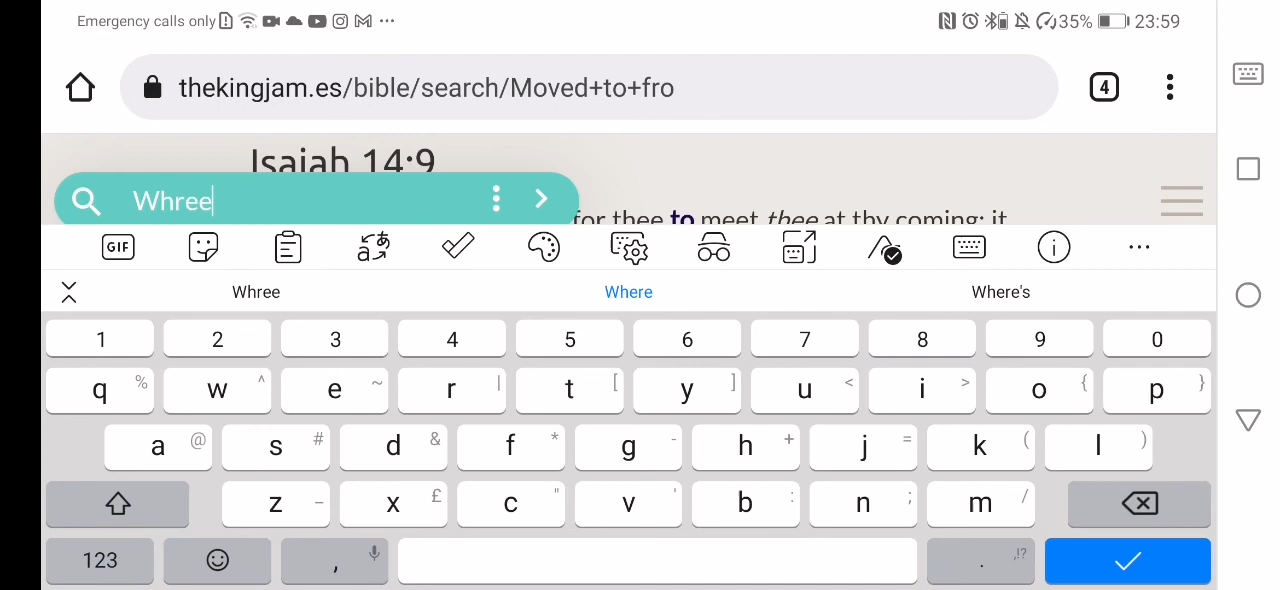 Emergency calls only 35% 23:59
thekingjam.es/bible/search/Moved+to+fro 4
Isaiah 14:9
Whree
for thee to meet thee at thy coming: it
GIF
Whree Where Where's
1 2 3 4 5 6 7 8 9 0
q % w ^ e ~ r | t [ y ] u < i > o { p }
a @ s # d & f * g - h + j = k ( l )
z _ x £ c " v ' b : n ; m /
123 , . ,!?